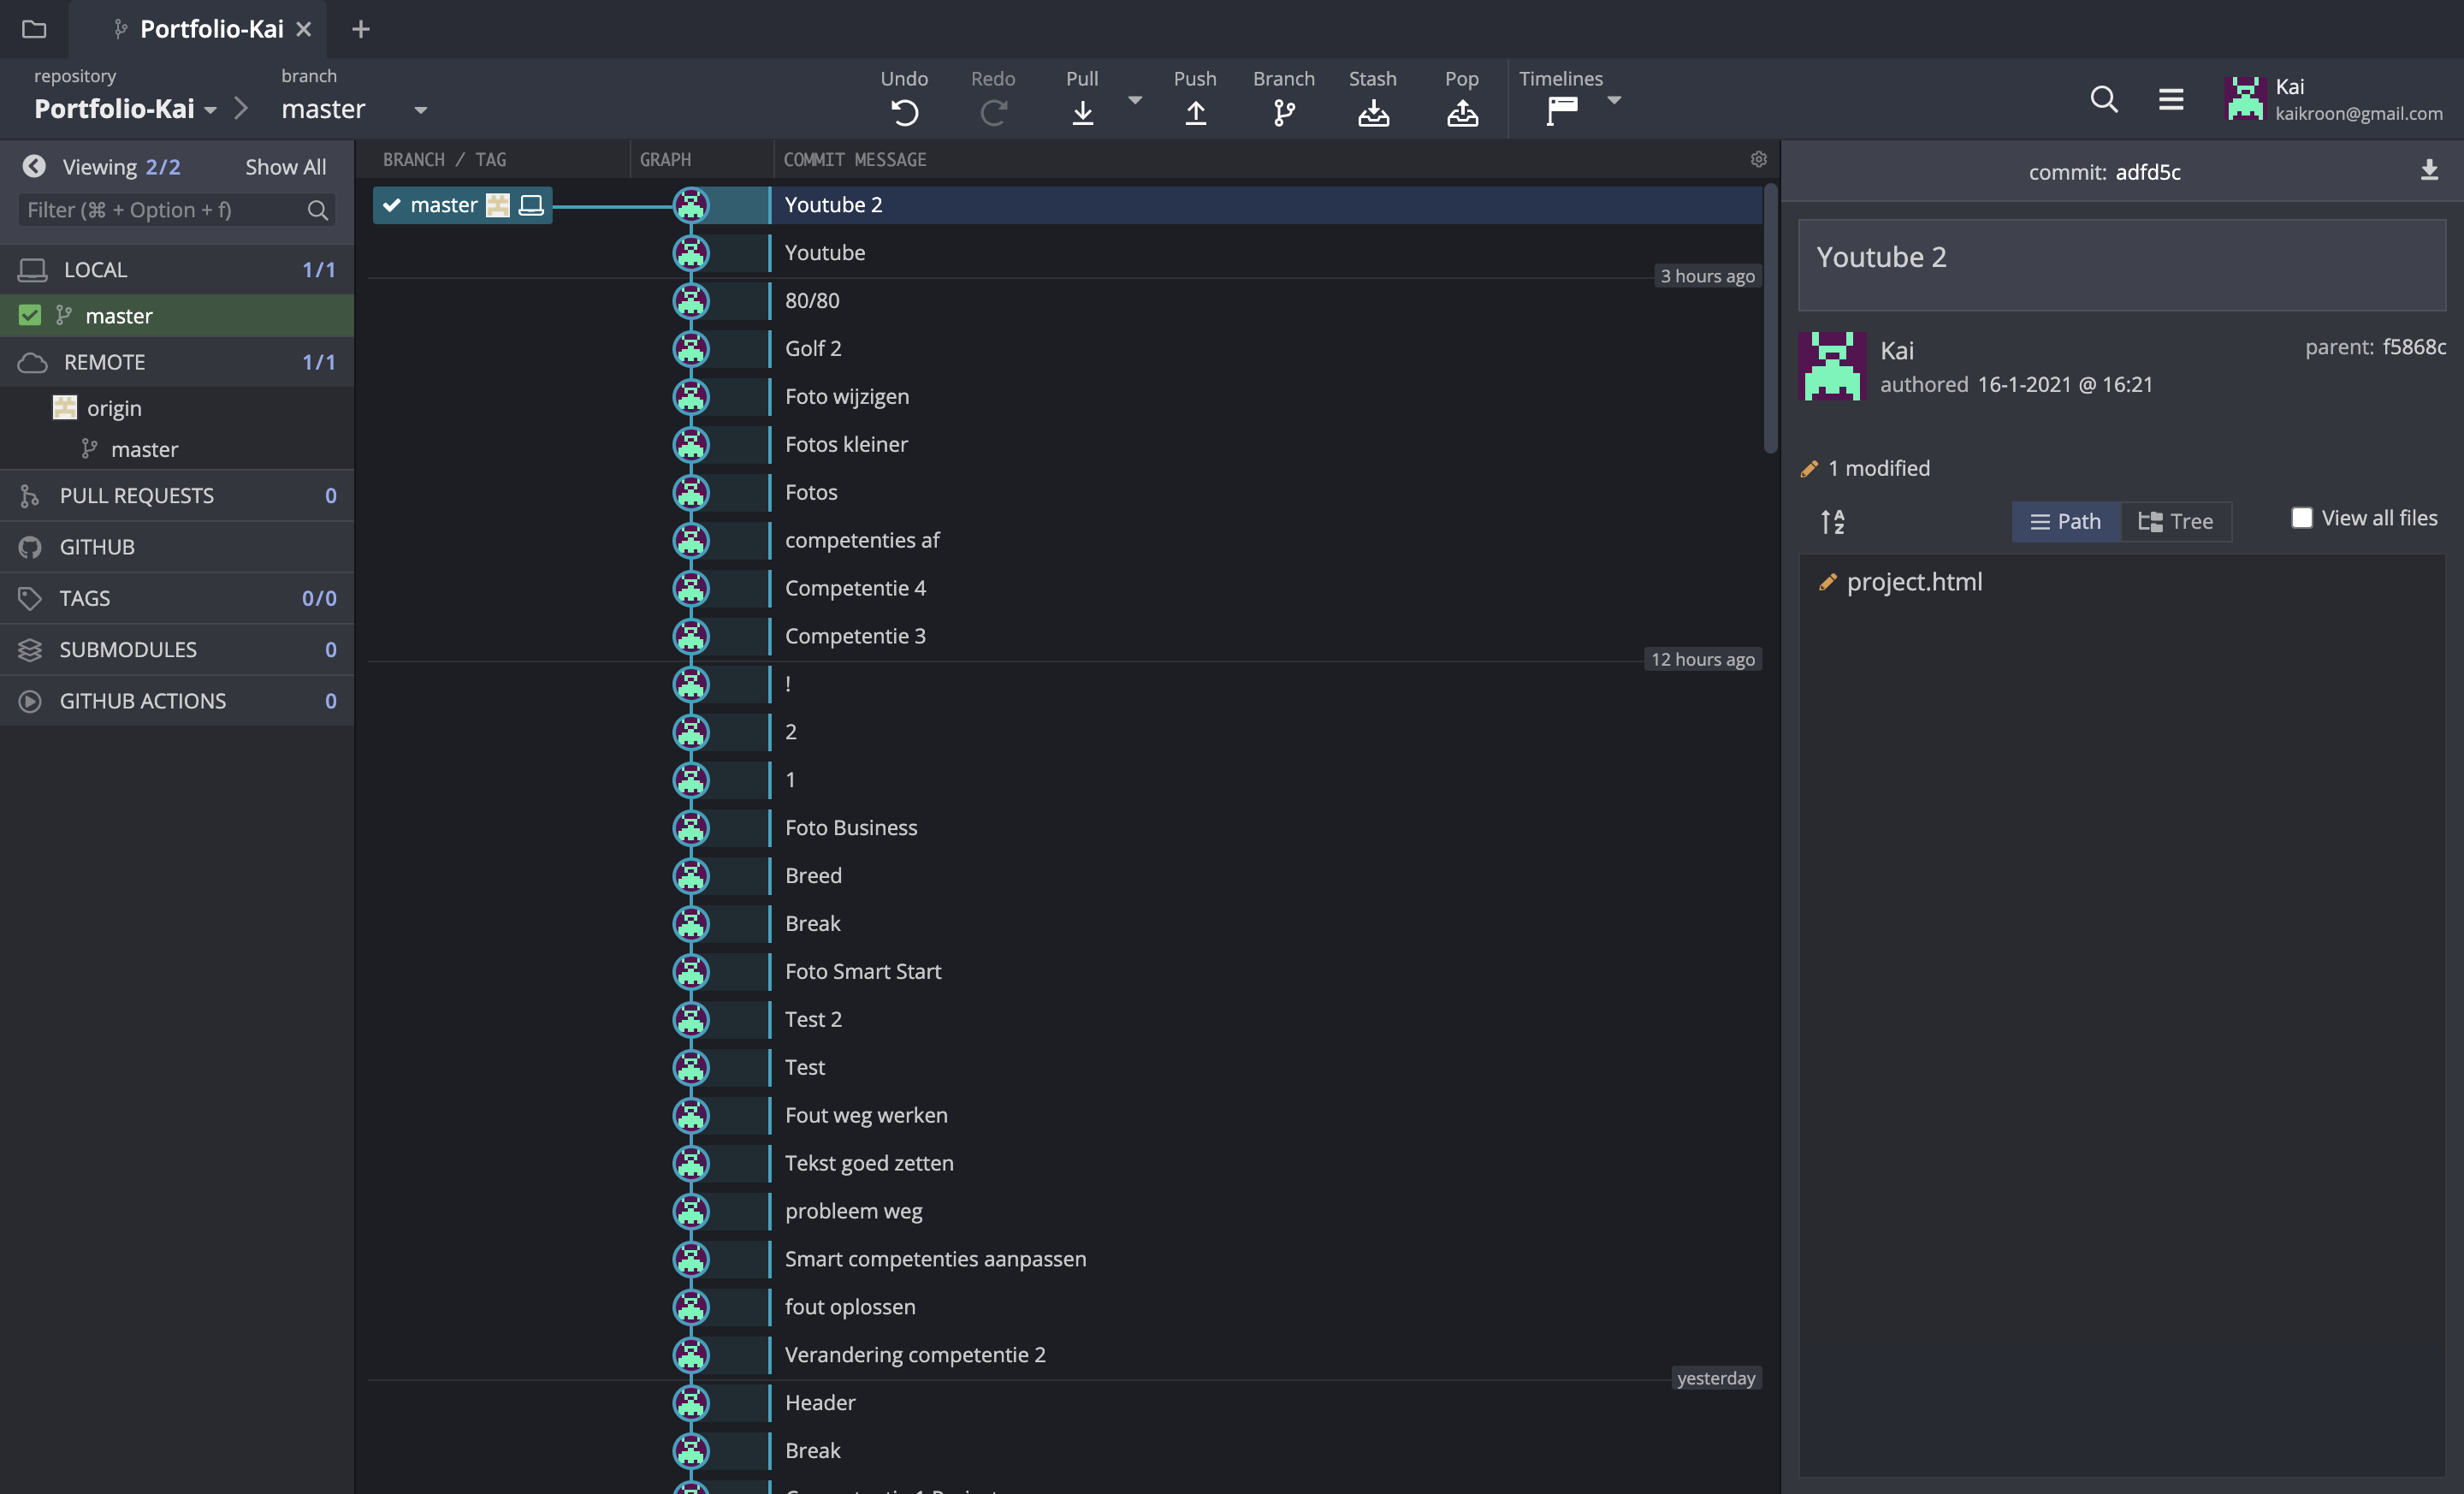 Portfolio-Kai
repository
Portfolio-Kai
branch
master
Undo
Redo
Pull
Push
Branch
Stash
Pop
Timelines
Kai
kaikroon@gmail.com
Viewing 2/2
Show All
Filter (⌘ + Option + f)
LOCAL 1/1
master
REMOTE 1/1
origin
master
PULL REQUESTS 0
GITHUB
TAGS 0/0
SUBMODULES 0
GITHUB ACTIONS 0
BRANCH / TAG
GRAPH
COMMIT MESSAGE
master
Youtube 2
Youtube
3 hours ago
80/80
Golf 2
Foto wijzigen
Fotos kleiner
Fotos
competenties af
Competentie 4
Competentie 3
12 hours ago
!
2
1
Foto Business
Breed
Break
Foto Smart Start
Test 2
Test
Fout weg werken
Tekst goed zetten
probleem weg
Smart competenties aanpassen
fout oplossen
Verandering competentie 2
yesterday
Header
Break
commit: adfd5c
Youtube 2
Kai
parent: f5868c
authored 16-1-2021 @ 16:21
1 modified
A
Z
Path
Tree
View all files
project.html